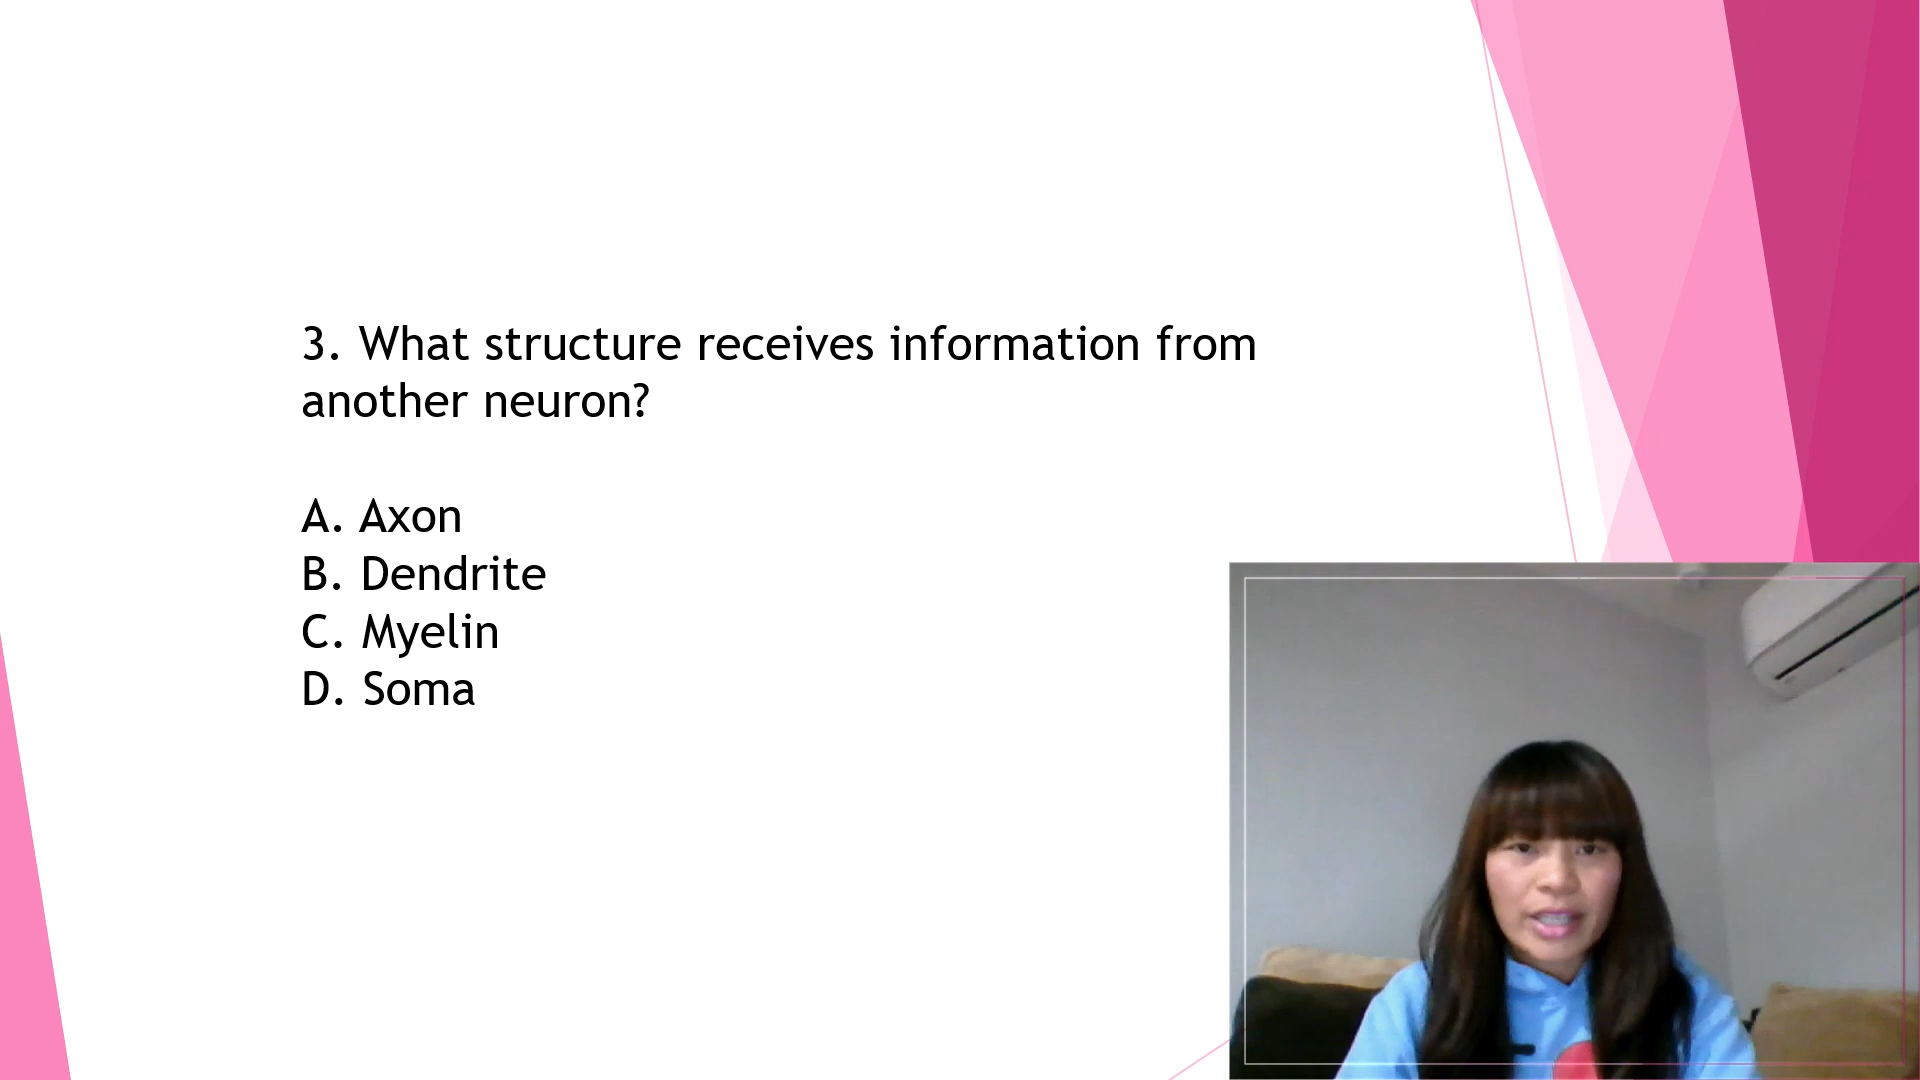 3. What structure receives information from
another neuron?
A. Axon
B. Dendrite
C. Myelin
D. Soma